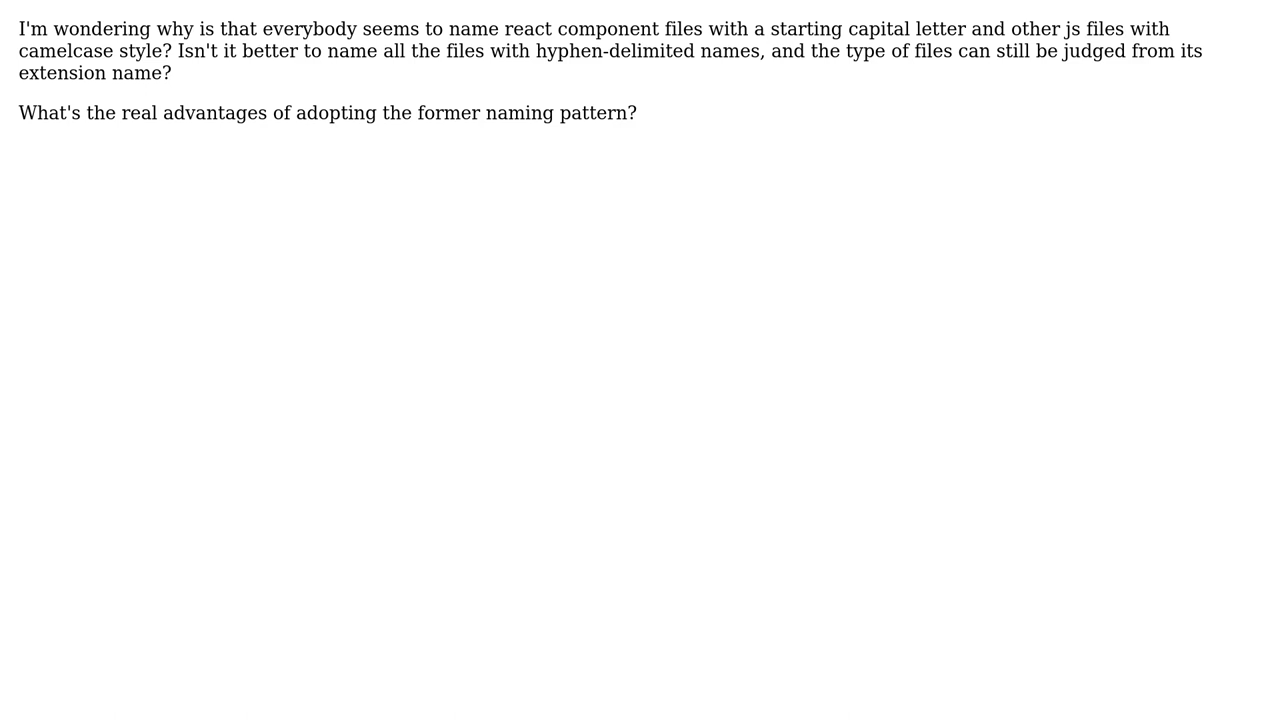 I'm wondering why is that everybody seems to name react component files with a starting capital letter and other js files with
camelcase style? Isn't it better to name all the files with hyphen-delimited names, and the type of files can still be judged from its
extension name?
What's the real advantages of adopting the former naming pattern?